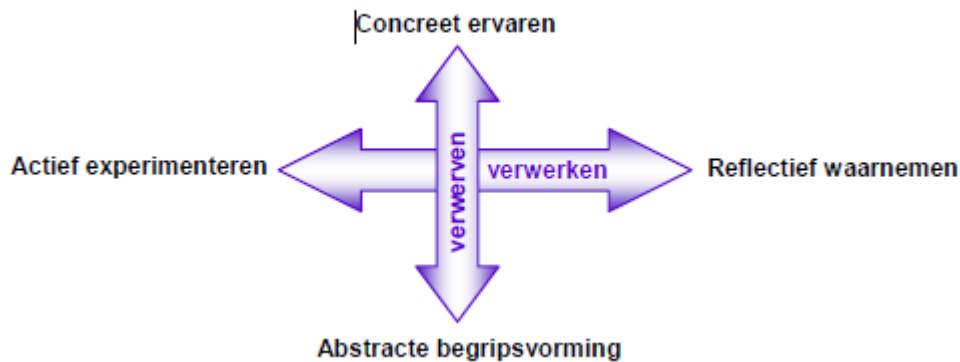 Concreet ervaren
Actief experimenteren
verwerven
verwerken
Reflectief waarnemen
Abstracte begripsvorming